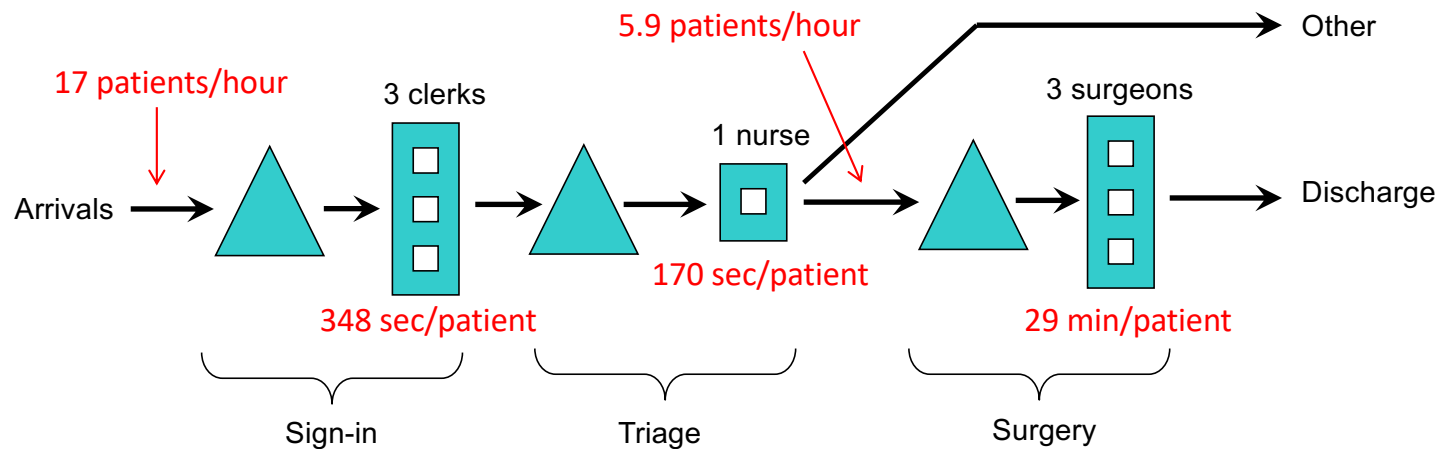 5.9 patients/hour
Other
17 patients/hour
3 clerks
3 surgeons
1 nurse
Arrivals
Discharge
170 sec/patient
348 sec/patient
29 min/patient
Sign-in
Triage
Surgery